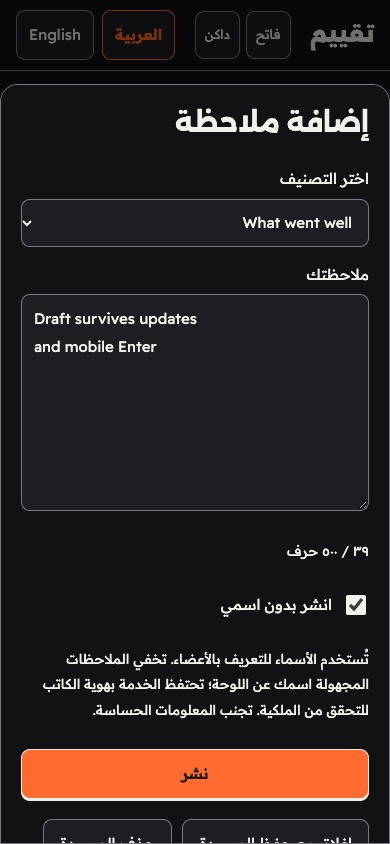 تقييم
فاتح
داكن
العربية
English
إضافة ملاحظة
اختر التصنيف
What went well
ملاحظتك
Draft survives updates
and mobile Enter
٣٩ / ٥٠٠ حرف
انشر بدون اسمي
تُستخدم الأسماء للتعريف بالأعضاء. تخفي الملاحظات
المجهولة اسمك عن اللوحة؛ تحتفظ الخدمة بهوية الكاتب
للتحقق من الملكية. تجنب المعلومات الحساسة.
نشر